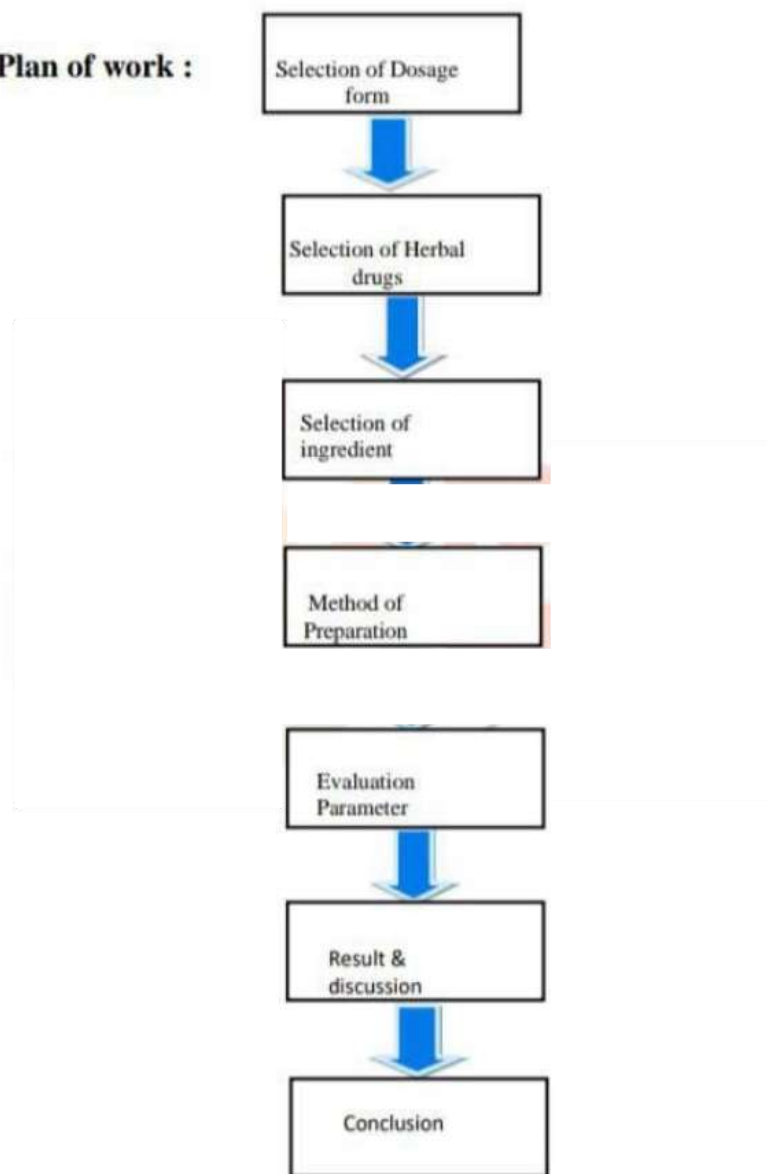 Plan of work :
Selection of Dosage
form
Selection of Herbal
drugs
Selection of
ingredient
Method of
Preparation
Evaluation
Parameter
Result &
discussion
Conclusion